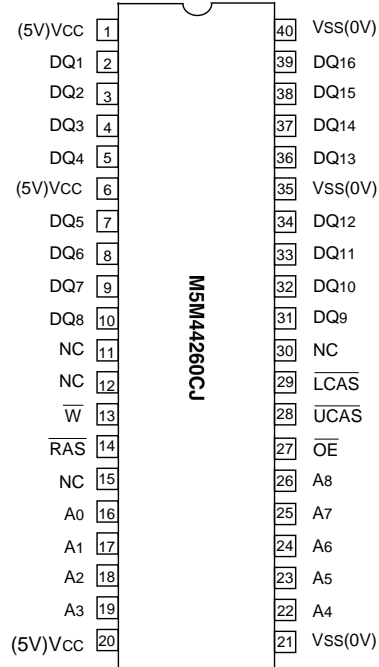 (5V)VCC 1 40 VSS(0V)
DQ1 2 39 DQ16
DQ2 3 38 DQ15
DQ3 4 37 DQ14
DQ4 5 36 DQ13
(5V)VCC 6 35 VSS(0V)
DQ5 7 34 DQ12
DQ6 8 33 DQ11
DQ7 9 32 DQ10
DQ8 10 31 DQ9
NC 11 30 NC
NC 12 29 L̅C̅A̅S̅
W̅ 13 28 U̅C̅A̅S̅
R̅A̅S̅ 14 27 O̅E̅
NC 15 26 A8
A0 16 25 A7
A1 17 24 A6
A2 18 23 A5
A3 19 22 A4
(5V)VCC 20 21 VSS(0V)
M5M44260CJ